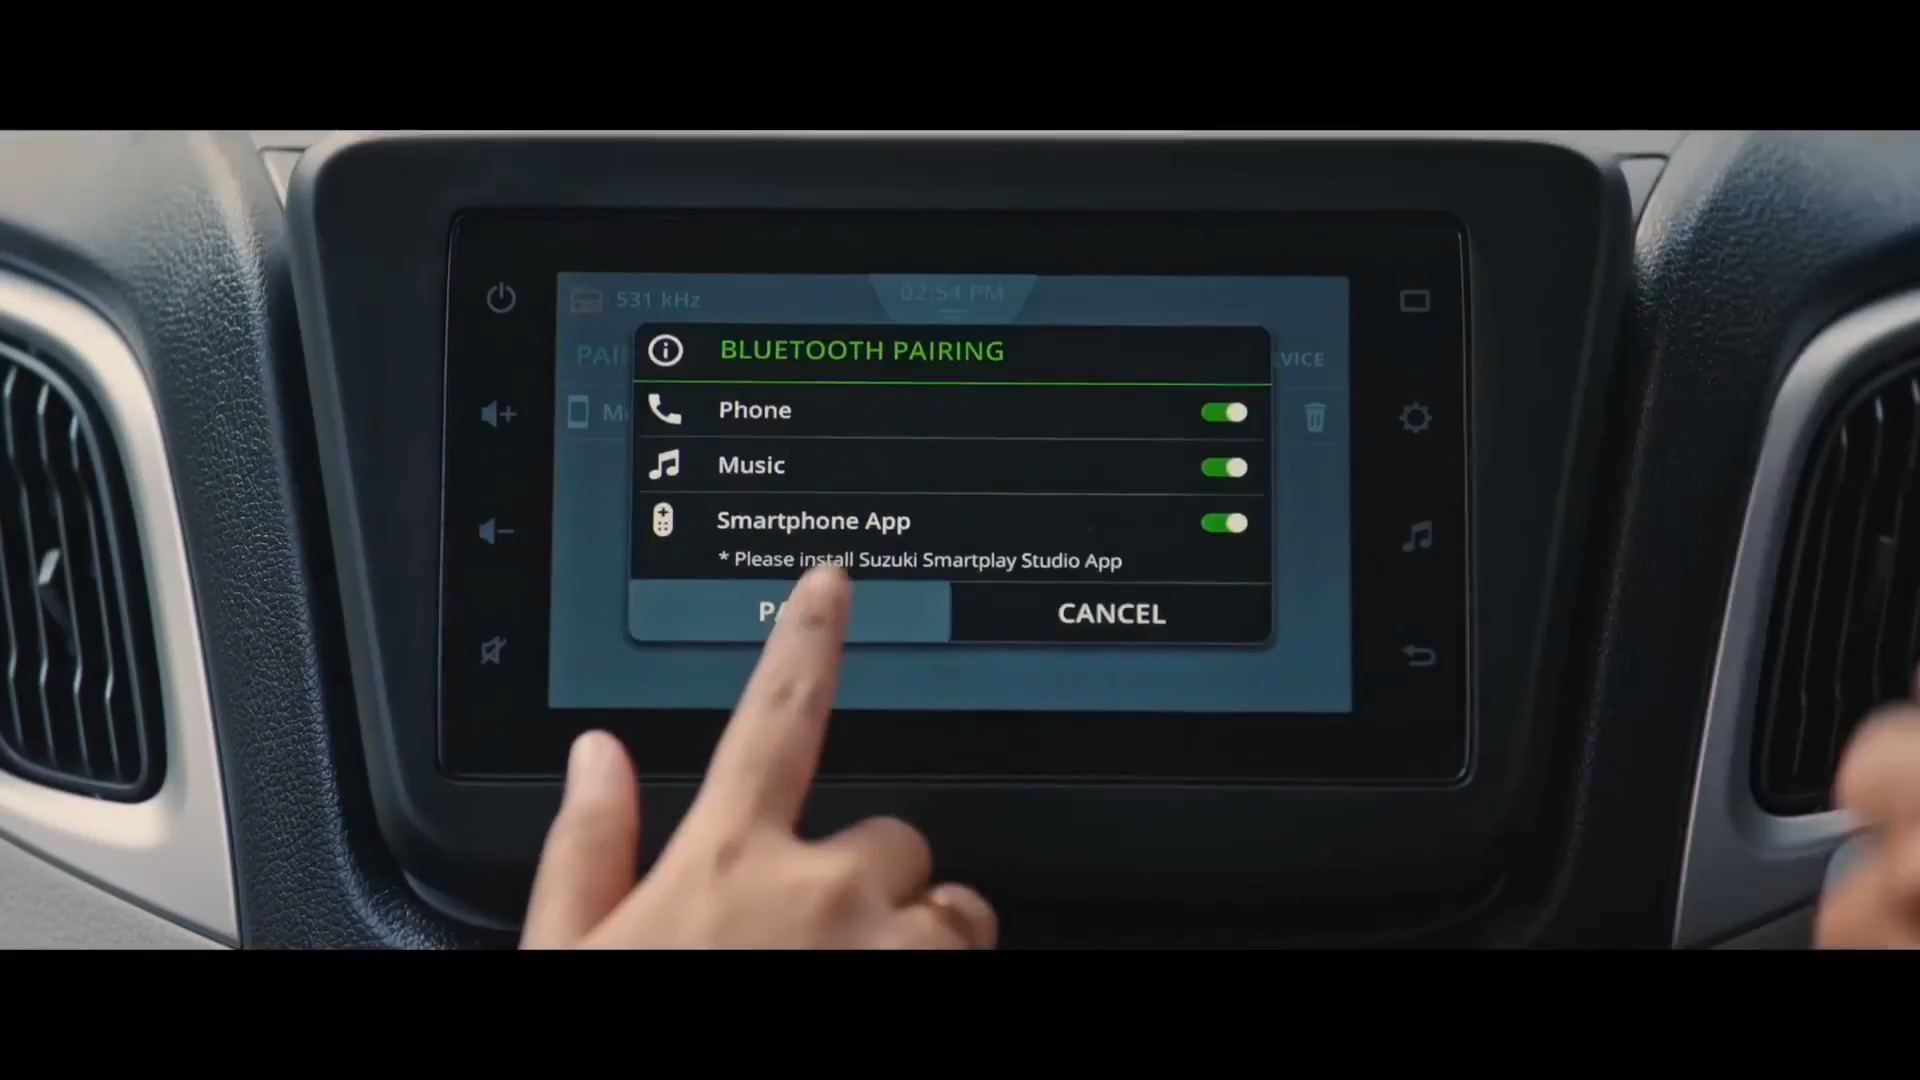 531 kHz
02:54 PM
BLUETOOTH PAIRING
Phone
Music
Smartphone App
* Please install Suzuki Smartplay Studio App
CANCEL